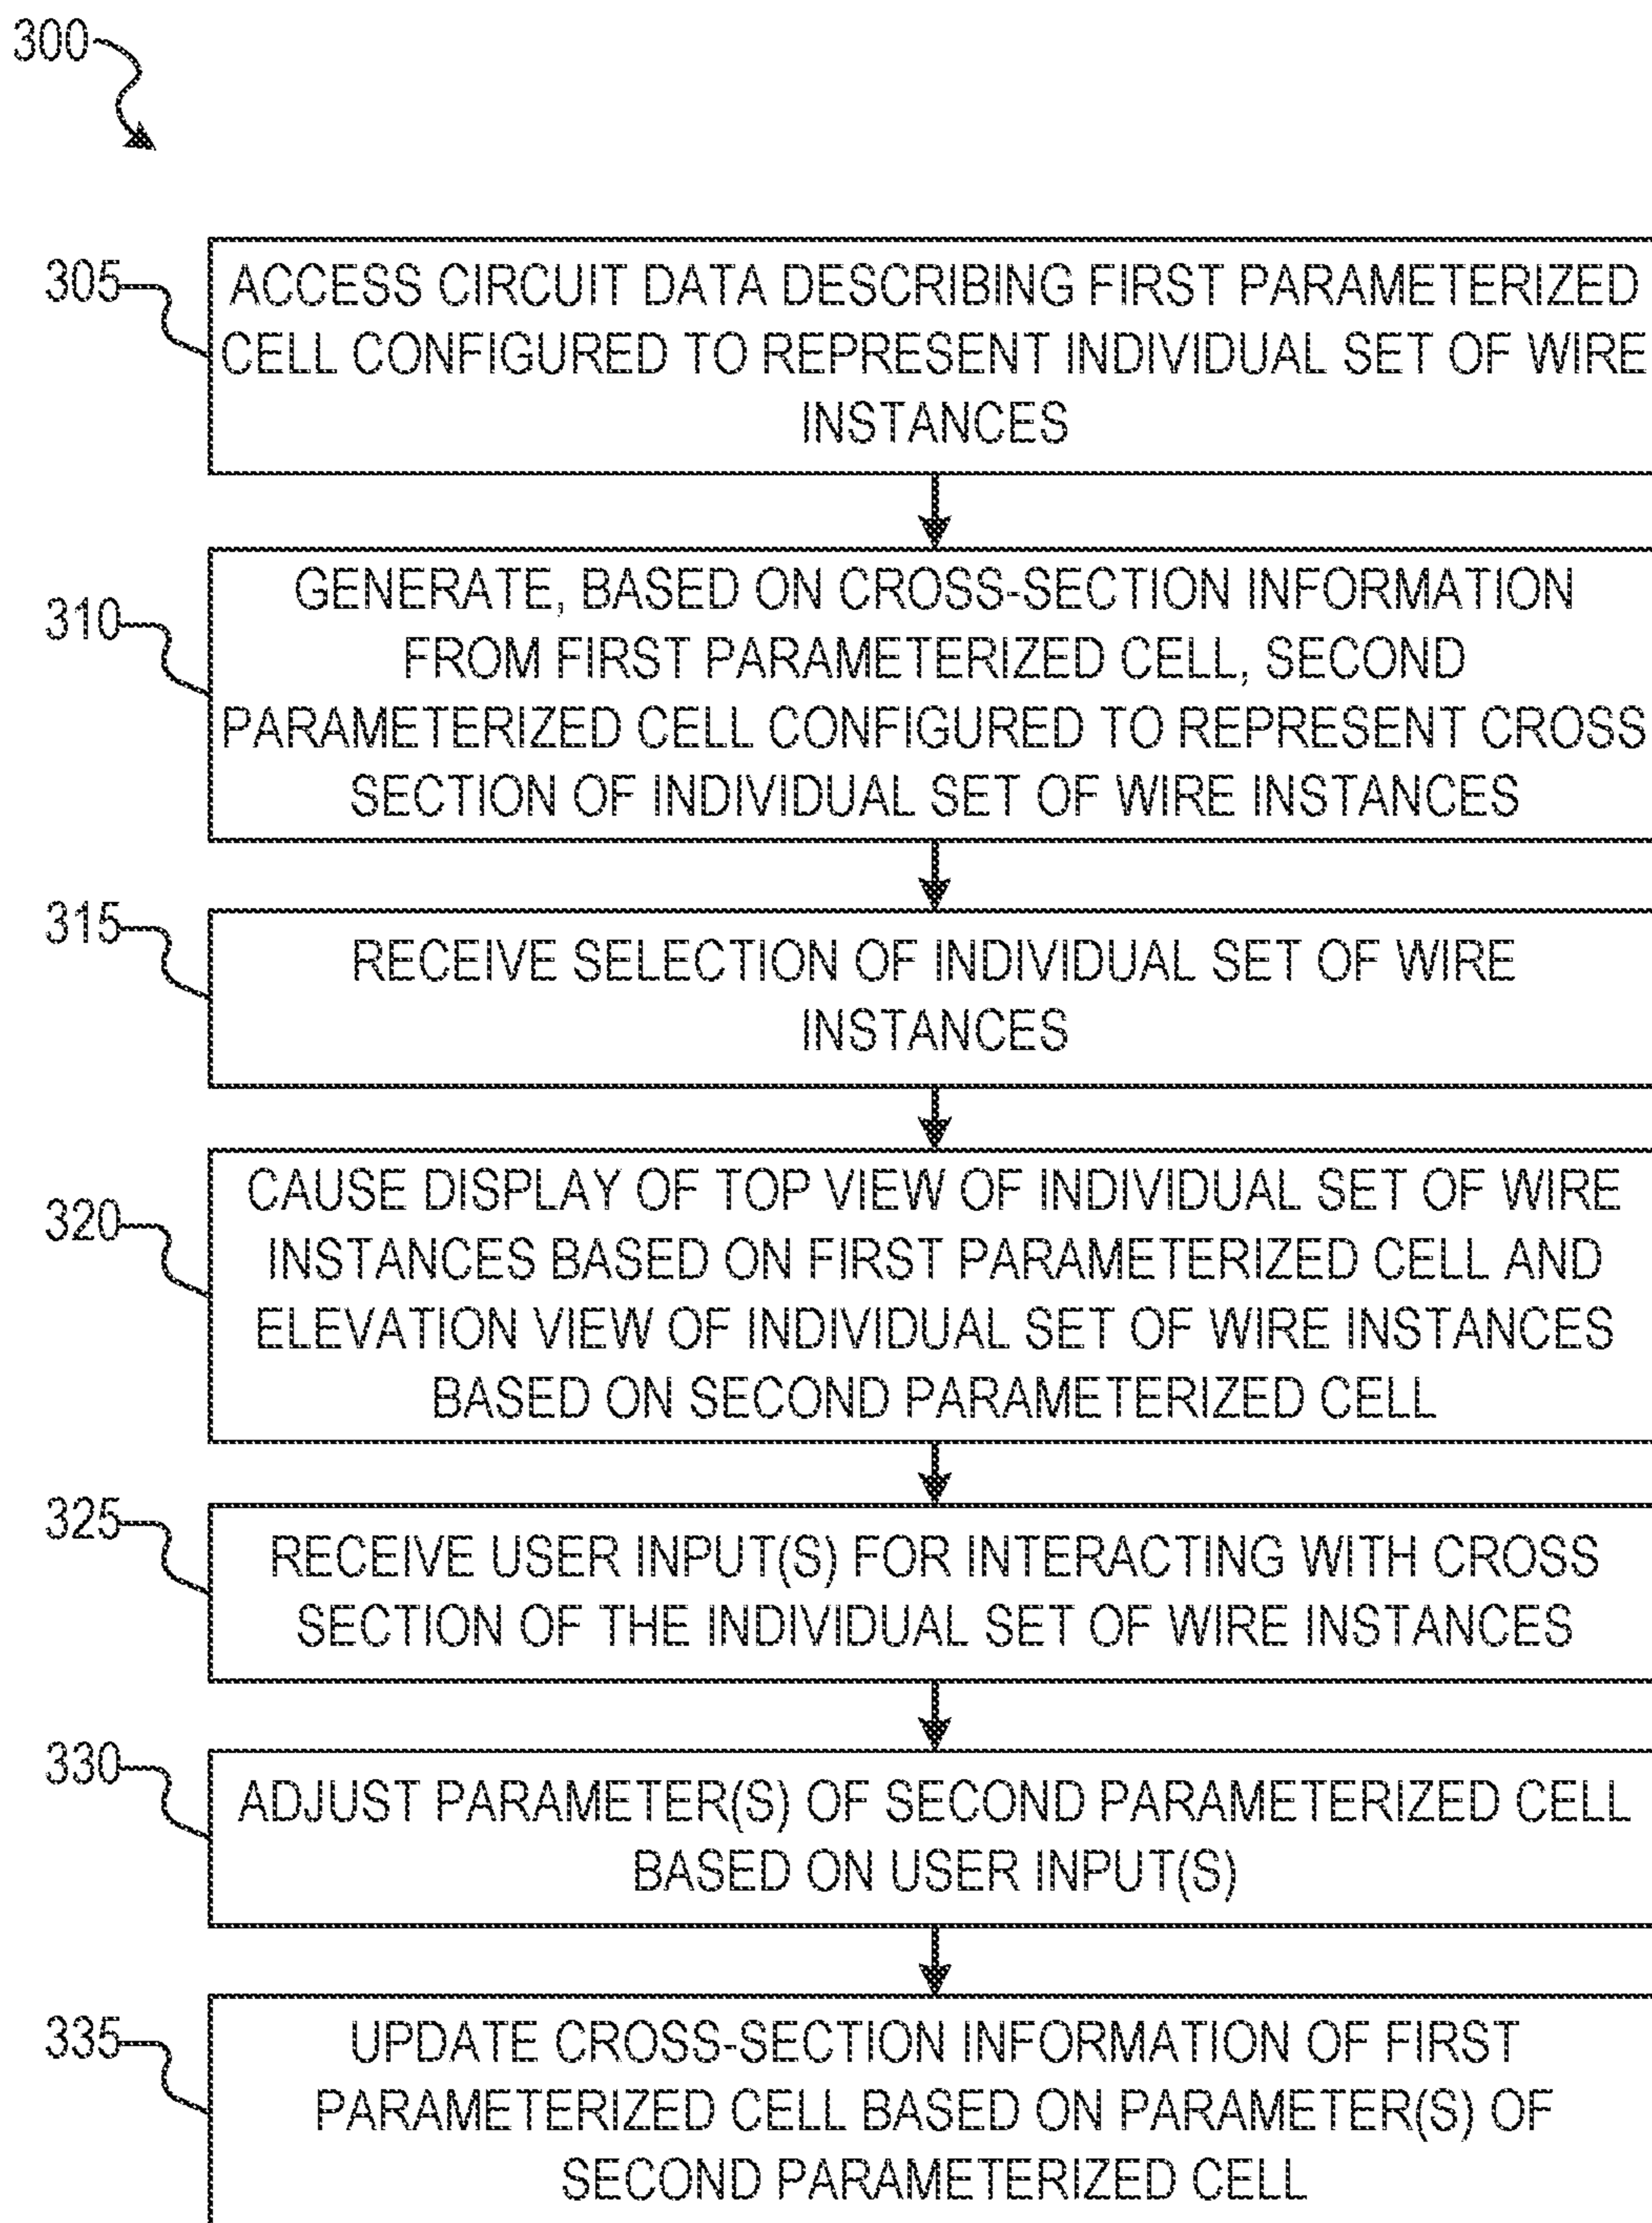 300
305
ACCESS CIRCUIT DATA DESCRIBING FIRST PARAMETERIZED
CELL CONFIGURED TO REPRESENT INDIVIDUAL SET OF WIRE
INSTANCES
310
GENERATE, BASED ON CROSS-SECTION INFORMATION
FROM FIRST PARAMETERIZED CELL, SECOND
PARAMETERIZED CELL CONFIGURED TO REPRESENT CROSS
SECTION OF INDIVIDUAL SET OF WIRE INSTANCES
315
RECEIVE SELECTION OF INDIVIDUAL SET OF WIRE
INSTANCES
320
CAUSE DISPLAY OF TOP VIEW OF INDIVIDUAL SET OF WIRE
INSTANCES BASED ON FIRST PARAMETERIZED CELL AND
ELEVATION VIEW OF INDIVIDUAL SET OF WIRE INSTANCES
BASED ON SECOND PARAMETERIZED CELL
325
RECEIVE USER INPUT(S) FOR INTERACTING WITH CROSS
SECTION OF THE INDIVIDUAL SET OF WIRE INSTANCES
330
ADJUST PARAMETER(S) OF SECOND PARAMETERIZED CELL
BASED ON USER INPUT(S)
335
UPDATE CROSS-SECTION INFORMATION OF FIRST
PARAMETERIZED CELL BASED ON PARAMETER(S) OF
SECOND PARAMETERIZED CELL